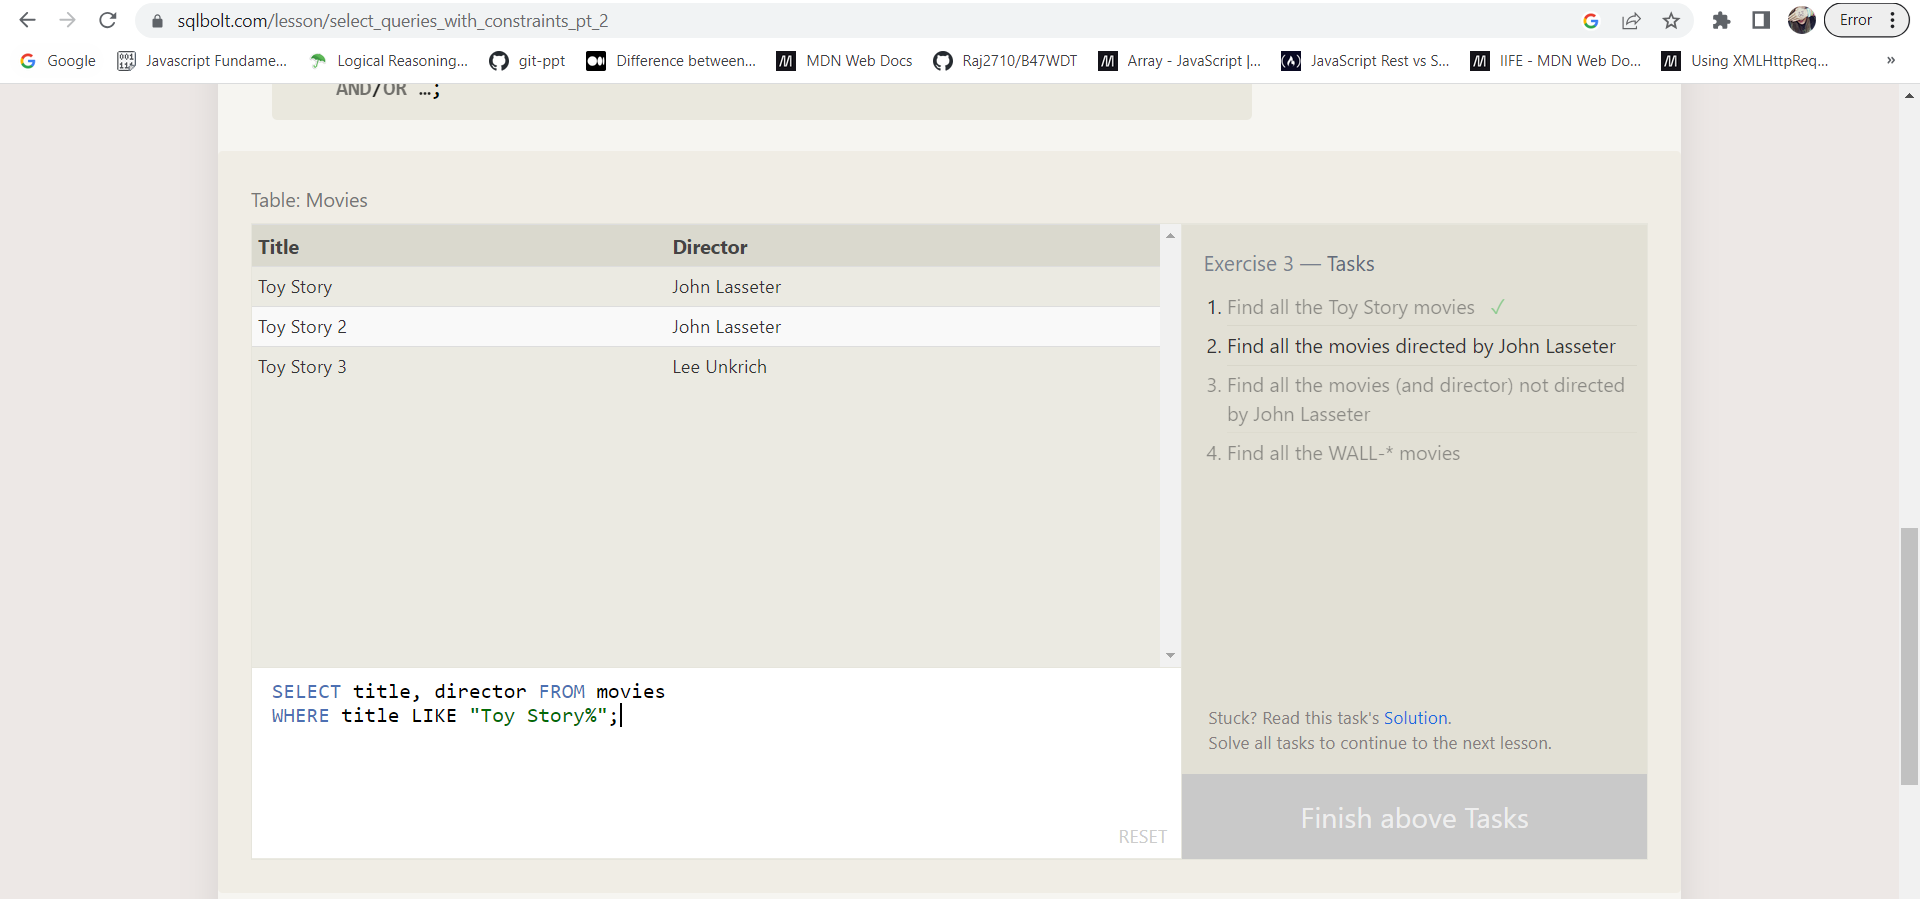 sqlbolt.com/lesson/select_queries_with_constraints_pt_2
Error
Google
Javascript Fundame...
Logical Reasoning...
git-ppt
Difference between...
MDN Web Docs
Raj2710/B47WDT
Array - JavaScript |...
JavaScript Rest vs S...
IIFE - MDN Web Do...
Using XMLHttpReq...
»
AND/OR …;
Table: Movies
Title Director
Toy Story John Lasseter
Toy Story 2 John Lasseter
Toy Story 3 Lee Unkrich
SELECT title, director FROM movies
WHERE title LIKE "Toy Story%";
RESET
Exercise 3 — Tasks
1. Find all the Toy Story movies ✓
2. Find all the movies directed by John Lasseter
3. Find all the movies (and director) not directed
by John Lasseter
4. Find all the WALL-* movies
Stuck? Read this task's Solution.
Solve all tasks to continue to the next lesson.
Finish above Tasks